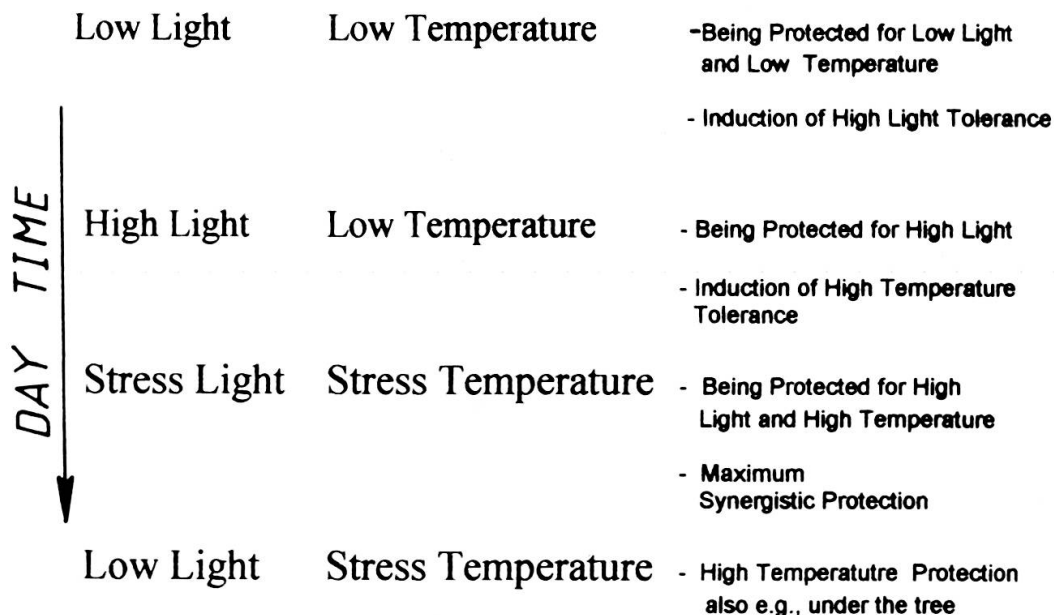 Low Light Low Temperature -Being Protected for Low Light
and Low Temperature
- Induction of High Light Tolerance
DAY TIME
High Light Low Temperature - Being Protected for High Light
- Induction of High Temperature
Tolerance
Stress Light Stress Temperature - Being Protected for High
Light and High Temperature
- Maximum
Synergistic Protection
Low Light Stress Temperature - High Temperatutre Protection
also e.g., under the tree